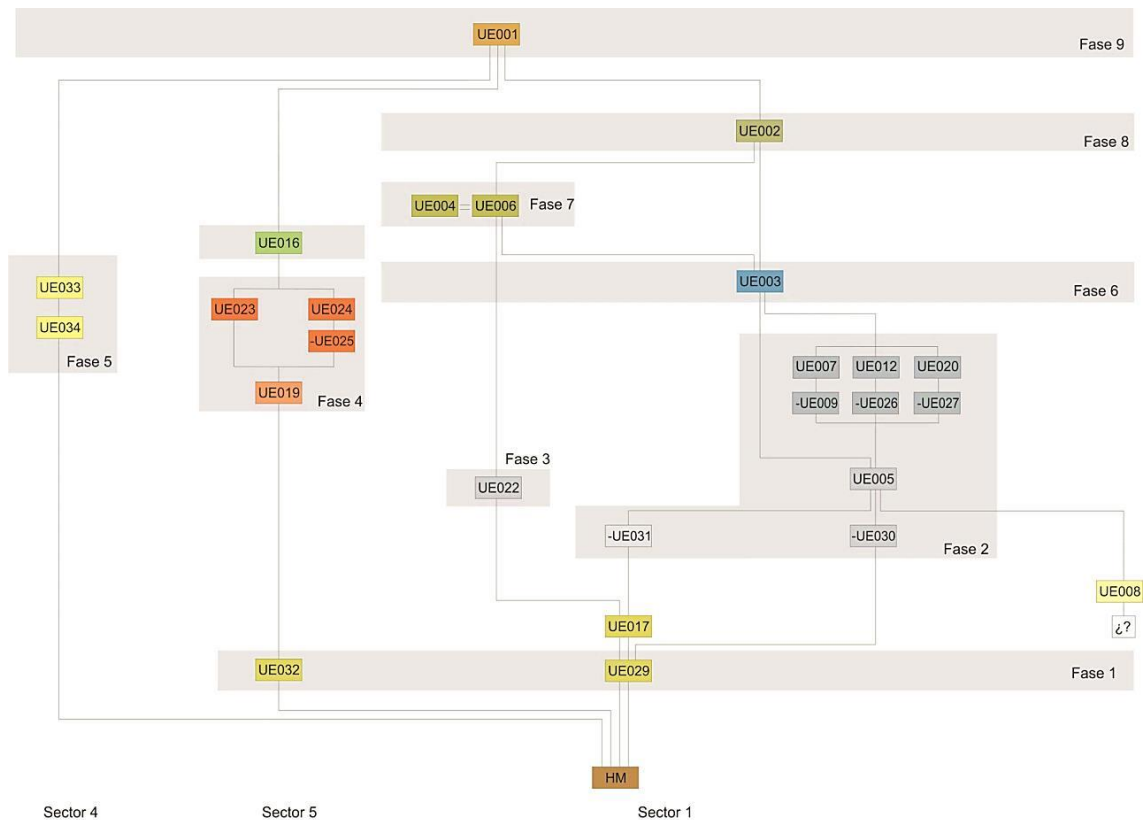 UE001
Fase 9
UE002
Fase 8
UE004
UE006
Fase 7
UE016
UE033
UE003
Fase 6
UE023
UE024
UE034
-UE025
Fase 5
UE007
UE012
UE020
UE019
Fase 4
-UE009
-UE026
-UE027
Fase 3
UE022
UE005
-UE031
-UE030
Fase 2
UE008
¿?
UE017
UE032
UE029
Fase 1
HM
Sector 4
Sector 5
Sector 1